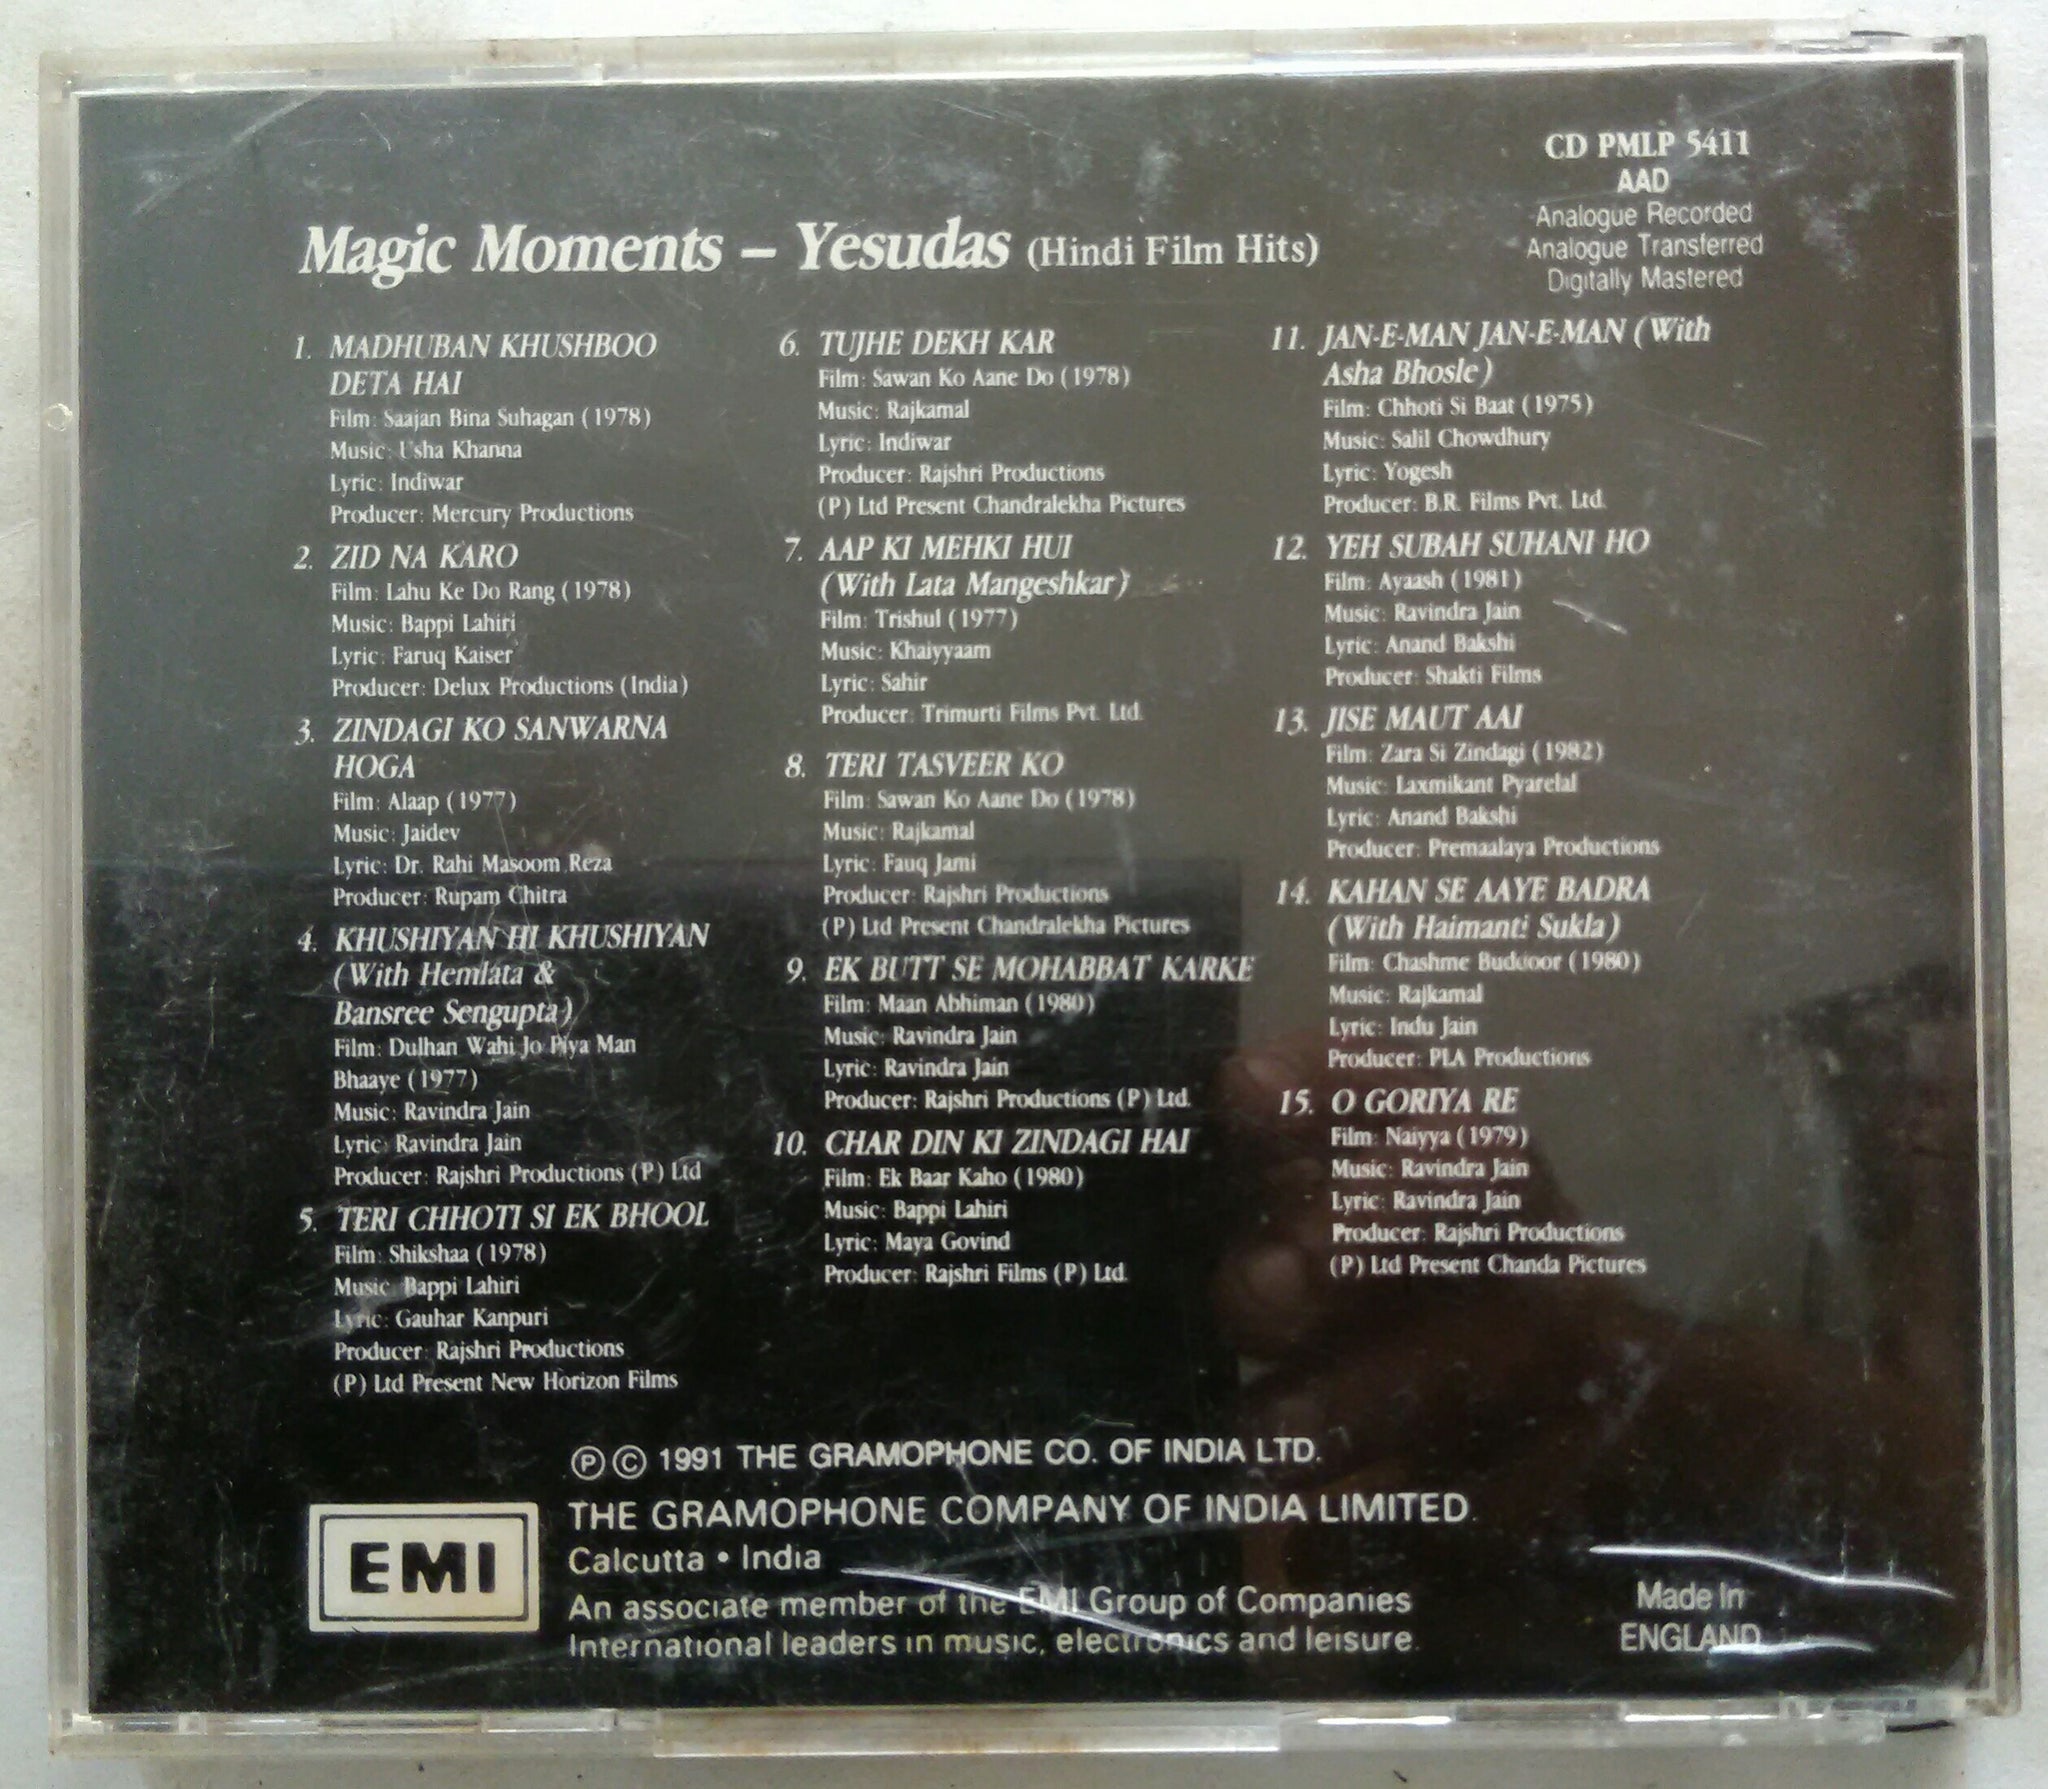 CD PMLP 5411
AAD
Analogue Recorded
Analogue Transferred
Digitally Mastered
Magic Moments – Yesudas (Hindi Film Hits)
1. MADHUBAN KHUSHBOO
DETA HAI
Film: Saajan Bina Suhagan (1978)
Music: Usha Khanna
Lyric: Indiwar
Producer: Mercury Productions
2. ZID NA KARO
Film: Lahu Ke Do Rang (1978)
Music: Bappi Lahiri
Lyric: Faruq Kaiser
Producer: Delux Productions (India)
3. ZINDAGI KO SANWARNA
HOGA
Film: Alaap (1977)
Music: Jaidev
Lyric: Dr. Rahi Masoom Reza
Producer: Rupam Chitra
4. KHUSHIYAN HI KHUSHIYAN
(With Hemlata &
Bansree Sengupta)
Film: Dulhan Wahi Jo Piya Man
Bhaaye (1977)
Music: Ravindra Jain
Lyric: Ravindra Jain
Producer: Rajshri Productions (P) Ltd
5. TERI CHHOTI SI EK BHOOL
Film: Shikshaa (1978)
Music: Bappi Lahiri
Lyric: Gauhar Kanpuri
Producer: Rajshri Productions
(P) Ltd Present New Horizon Films
6. TUJHE DEKH KAR
Film: Sawan Ko Aane Do (1978)
Music: Rajkamal
Lyric: Indiwar
Producer: Rajshri Productions
(P) Ltd Present Chandralekha Pictures
7. AAP KI MEHKI HUI
(With Lata Mangeshkar)
Film: Trishul (1977)
Music: Khaiyyaam
Lyric: Sahir
Producer: Trimurti Films Pvt. Ltd.
8. TERI TASVEER KO
Film: Sawan Ko Aane Do (1978)
Music: Rajkamal
Lyric: Fauq Jami
Producer: Rajshri Productions
(P) Ltd Present Chandralekha Pictures
9. EK BUTT SE MOHABBAT KARKE
Film: Maan Abhiman (1980)
Music: Ravindra Jain
Lyric: Ravindra Jain
Producer: Rajshri Productions (P) Ltd.
10. CHAR DIN KI ZINDAGI HAI
Film: Ek Baar Kaho (1980)
Music: Bappi Lahiri
Lyric: Maya Govind
Producer: Rajshri Films (P) Ltd.
11. JAN-E-MAN JAN-E-MAN (With
Asha Bhosle)
Film: Chhoti Si Baat (1975)
Music: Salil Chowdhury
Lyric: Yogesh
Producer: B.R. Films Pvt. Ltd.
12. YEH SUBAH SUHANI HO
Film: Ayaash (1981)
Music: Ravindra Jain
Lyric: Anand Bakshi
Producer: Shakti Films
13. JISE MAUT AAI
Film: Zara Si Zindagi (1982)
Music: Laxmikant Pyarelal
Lyric: Anand Bakshi
Producer: Premaalaya Productions
14. KAHAN SE AAYE BADRA
(With Haimanti Sukla)
Film: Chashme Buddoor (1980)
Music: Rajkamal
Lyric: Indu Jain
Producer: PLA Productions
15. O GORIYA RE
Film: Naiyya (1979)
Music: Ravindra Jain
Lyric: Ravindra Jain
Producer: Rajshri Productions
(P) Ltd Present Chanda Pictures
Ⓟ © 1991 THE GRAMOPHONE CO. OF INDIA LTD.
EMI
THE GRAMOPHONE COMPANY OF INDIA LIMITED.
Calcutta • India
An associate member of the EMI Group of Companies
International leaders in music, electronics and leisure.
Made In
ENGLAND